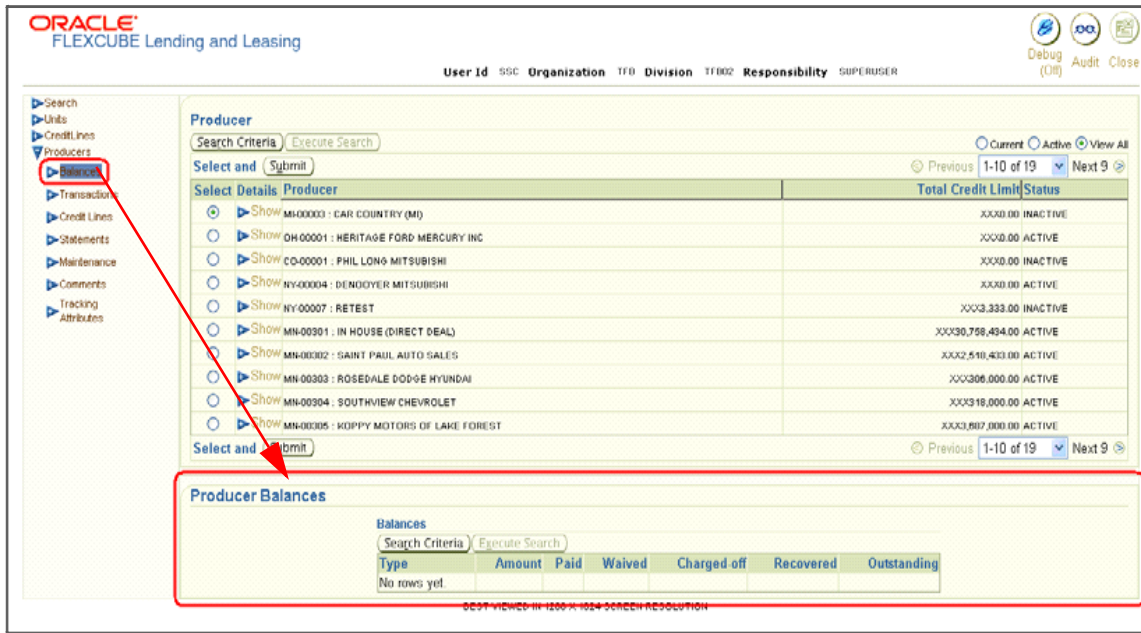 ORACLE
FLEXCUBE Lending and Leasing
Debug (Off) Audit Close
User Id SSC Organization TFB Division TFB02 Responsibility SUPERUSER
Search
Units
CreditLines
Producers
Balances
Transactions
Credit Lines
Statements
Maintenance
Comments
Tracking
Attributes
Producer
Search Criteria Execute Search Current Active View All
Select and Submit Previous 1-10 of 19 Next 9
Select Details Producer Total Credit Limit Status
Show MI-00003 : CAR COUNTRY (MI) XXX0.00 INACTIVE
Show OH-00001 : HERITAGE FORD MERCURY INC XXX0.00 ACTIVE
Show CO-00001 : PHIL LONG MITSUBISHI XXX0.00 INACTIVE
Show NY-00004 : DENOOYER MITSUBISHI XXX0.00 ACTIVE
Show NY-00007 : RETEST XXX3,333.00 INACTIVE
Show MN-00301 : IN HOUSE (DIRECT DEAL) XXX30,758,434.00 ACTIVE
Show MN-00302 : SAINT PAUL AUTO SALES XXX2,510,433.00 ACTIVE
Show MN-00303 : ROSEDALE DODGE HYUNDAI XXX306,000.00 ACTIVE
Show MN-00304 : SOUTHVIEW CHEVROLET XXX318,000.00 ACTIVE
Show MN-00305 : KOPPY MOTORS OF LAKE FOREST XXX3,687,000.00 ACTIVE
Select and Submit Previous 1-10 of 19 Next 9
Producer Balances
Balances
Search Criteria Execute Search
Type Amount Paid Waived Charged-off Recovered Outstanding
No rows yet.
BEST VIEWED IN 1280 X 1024 SCREEN RESOLUTION